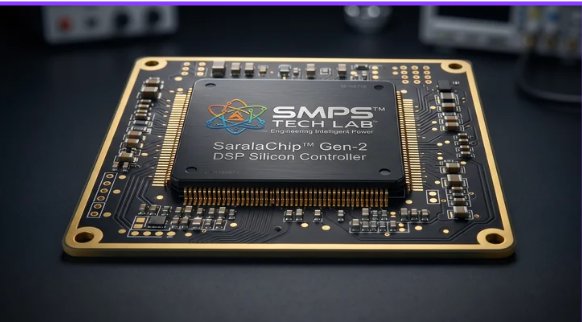 SMPS™
TECH LAB
Engineering Intelligent Power
SaralaChip™ Gen-2
DSP Silicon Controller